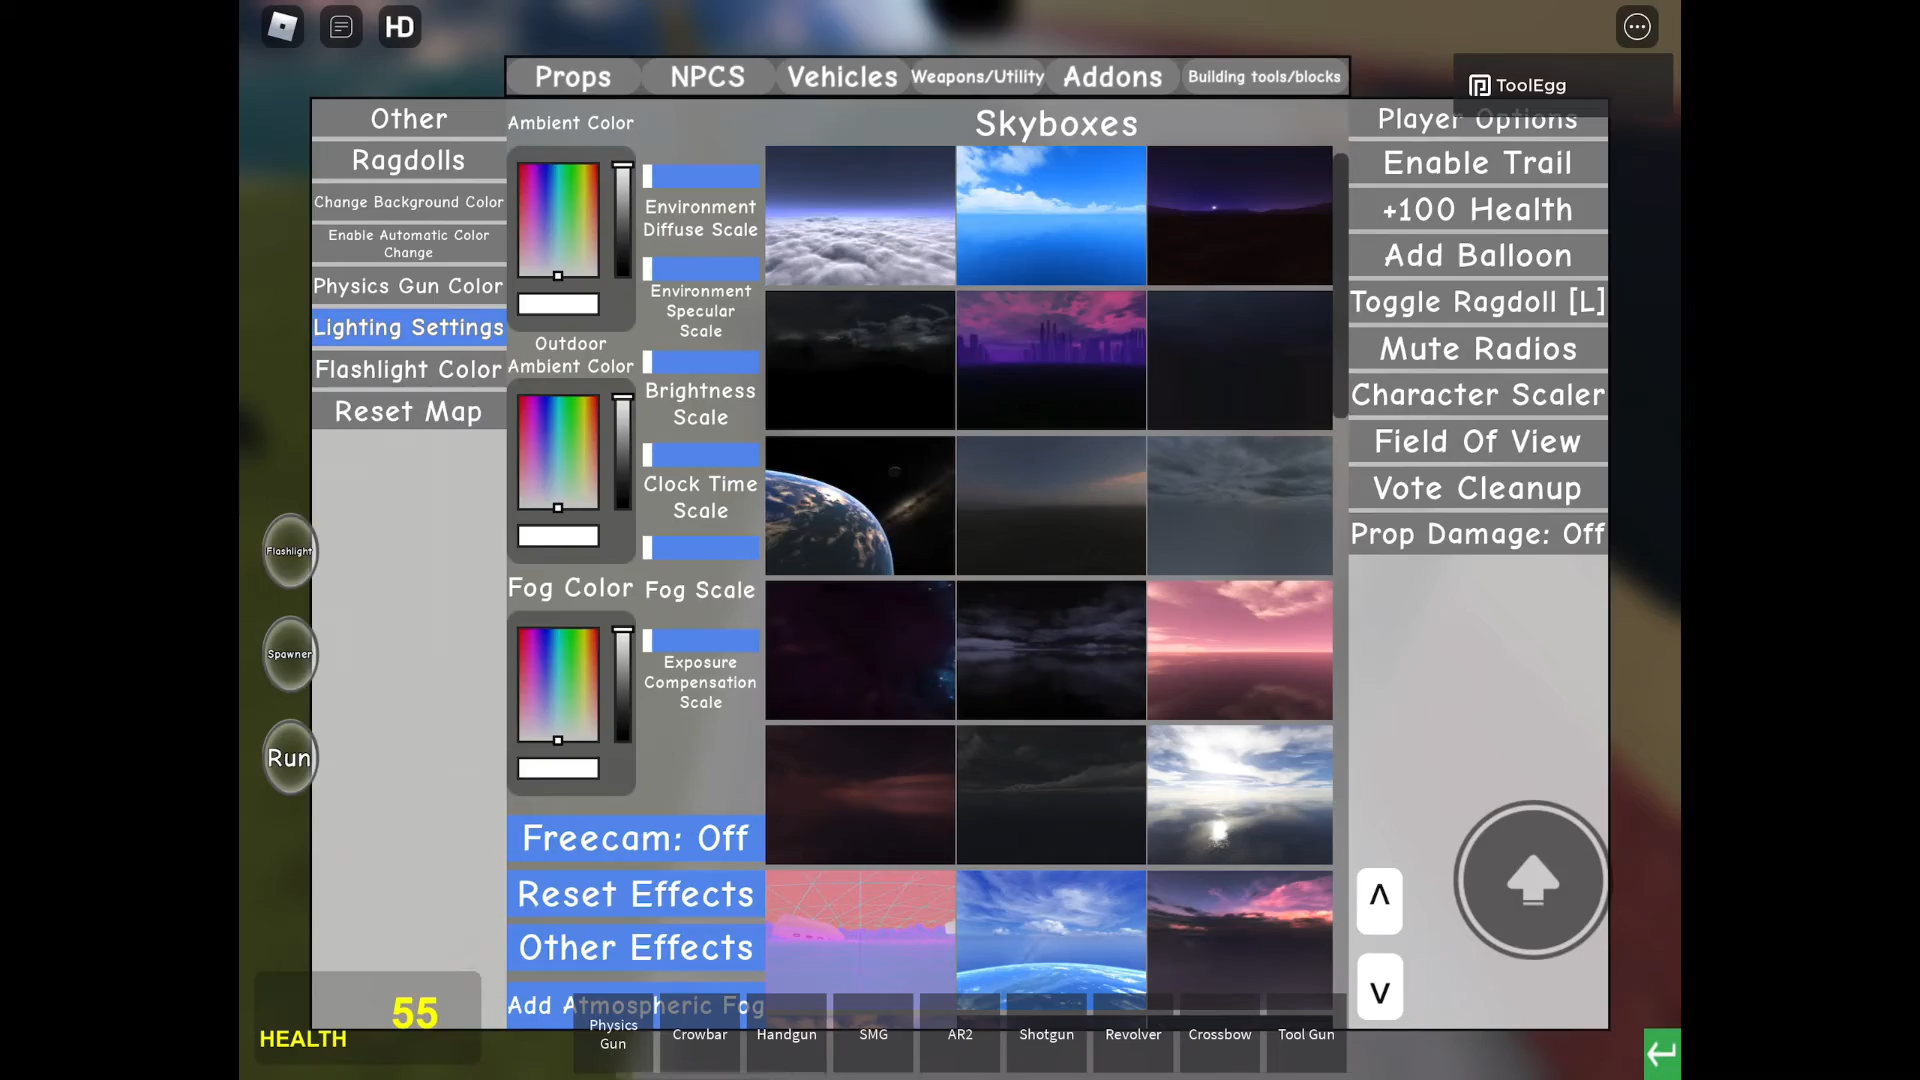 HD
Props
NPCS
Vehicles
Weapons/Utility
Addons
Building tools/blocks
ToolEgg
Other
Ragdolls
Change Background Color
Enable Automatic Color
Change
Physics Gun Color
Lighting Settings
Flashlight Color
Reset Map
Ambient Color
Outdoor
Ambient Color
Fog Color
Environment
Diffuse Scale
Environment
Specular
Scale
Brightness
Scale
Clock Time
Scale
Fog Scale
Exposure
Compensation
Scale
Freecam: Off
Reset Effects
Other Effects
Add Atmospheric Fog
Skyboxes
Player Options
Enable Trail
+100 Health
Add Balloon
Toggle Ragdoll [L]
Mute Radios
Character Scaler
Field Of View
Vote Cleanup
Prop Damage: Off
Flashlight
Spawner
Run
Λ
V
55
HEALTH
Physics
Gun
Crowbar
Handgun
SMG
AR2
Shotgun
Revolver
Crossbow
Tool Gun